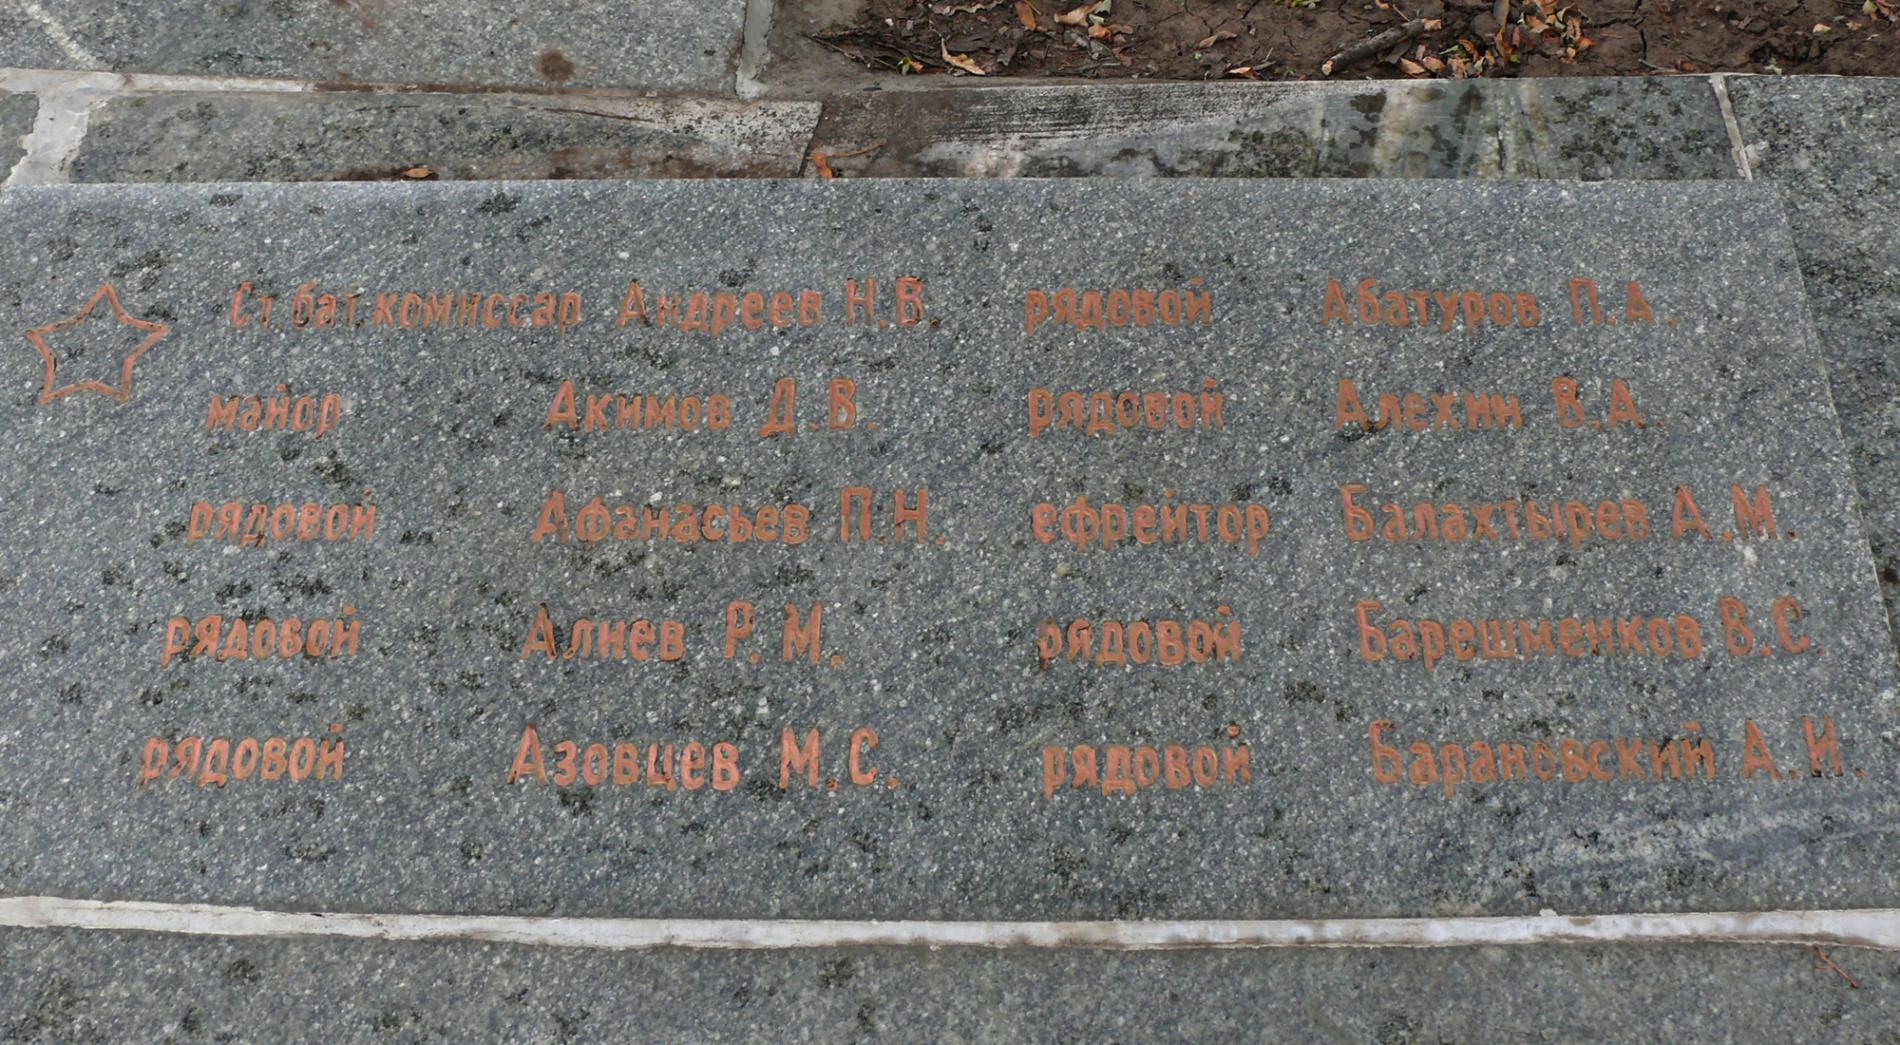 Ст. бат. комиссар Андреев Н.В. рядовой Абатуров П.А.
майор Акимов Д.В. рядовой Алехин В.А.
рядовой Афанасьев П.Н. ефрейтор Балахтырев А.М.
рядовой Алиев Р.М. рядовой Барешменков В.С.
рядовой Азовцев М.С. рядовой Барановский А.И.